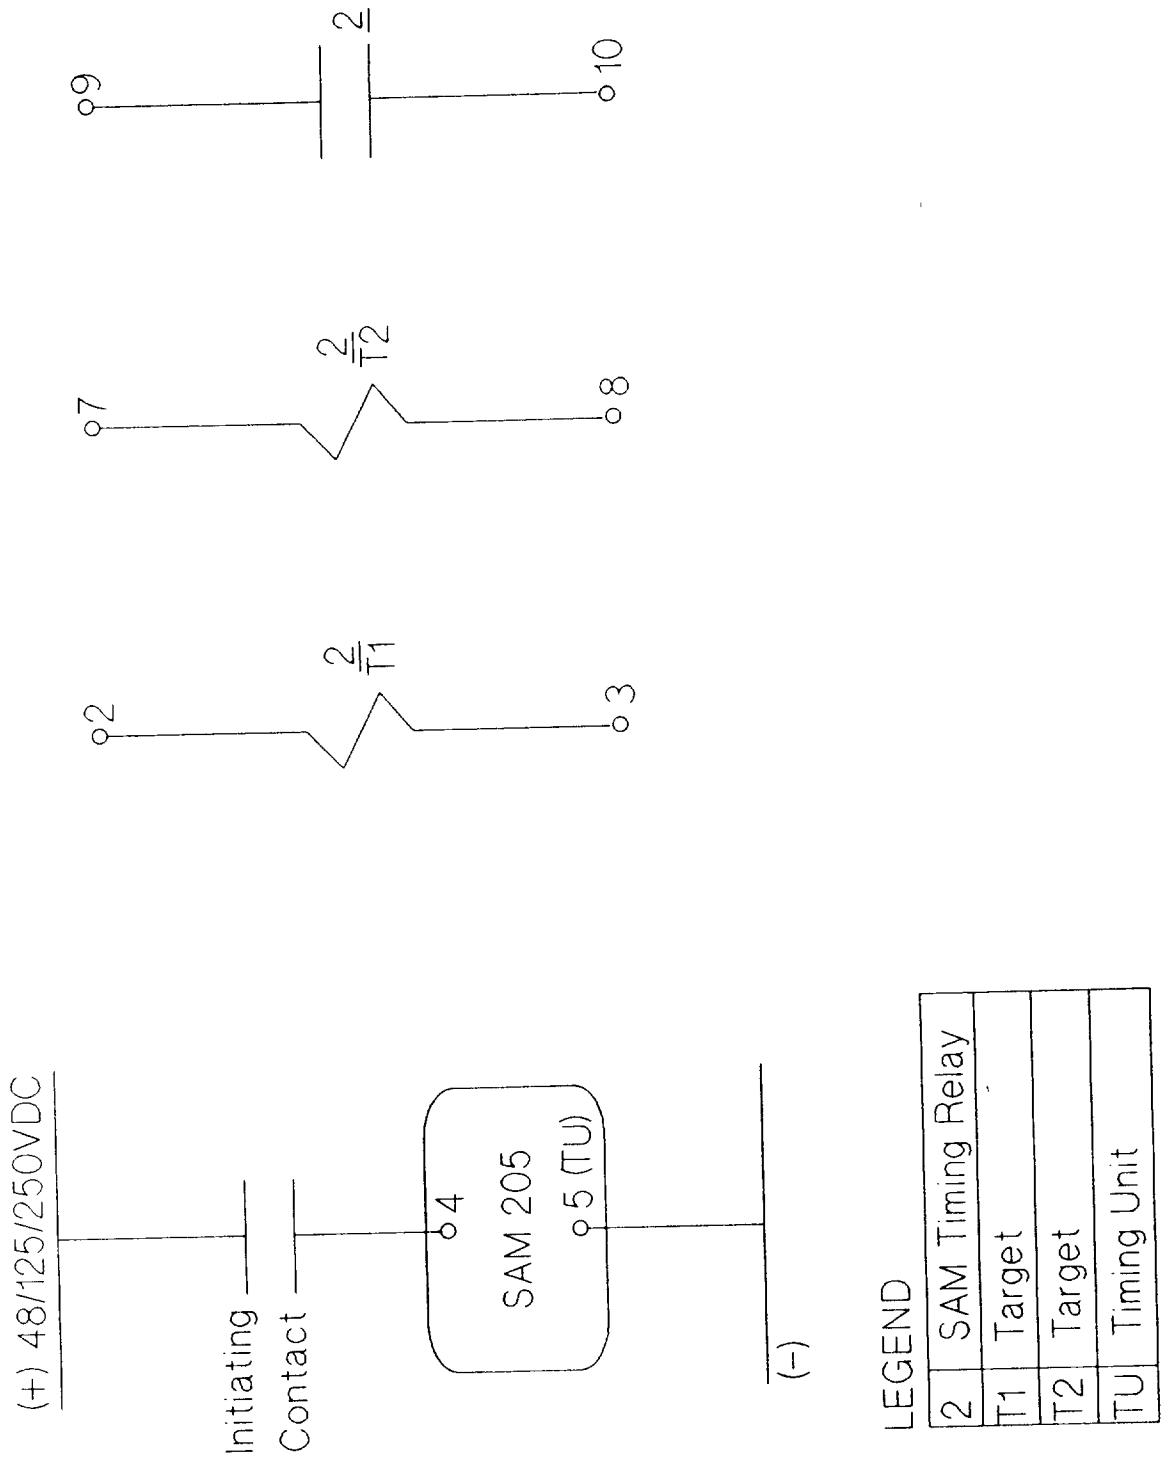 (+) 48/125/250VDC
Initiating
Contact
4
SAM 205
5 (TU)
(-)
2
2
T1
3
7
2
T2
8
9
2
10
LEGEND
2 SAM Timing Relay
T1 Target
T2 Target
TU Timing Unit